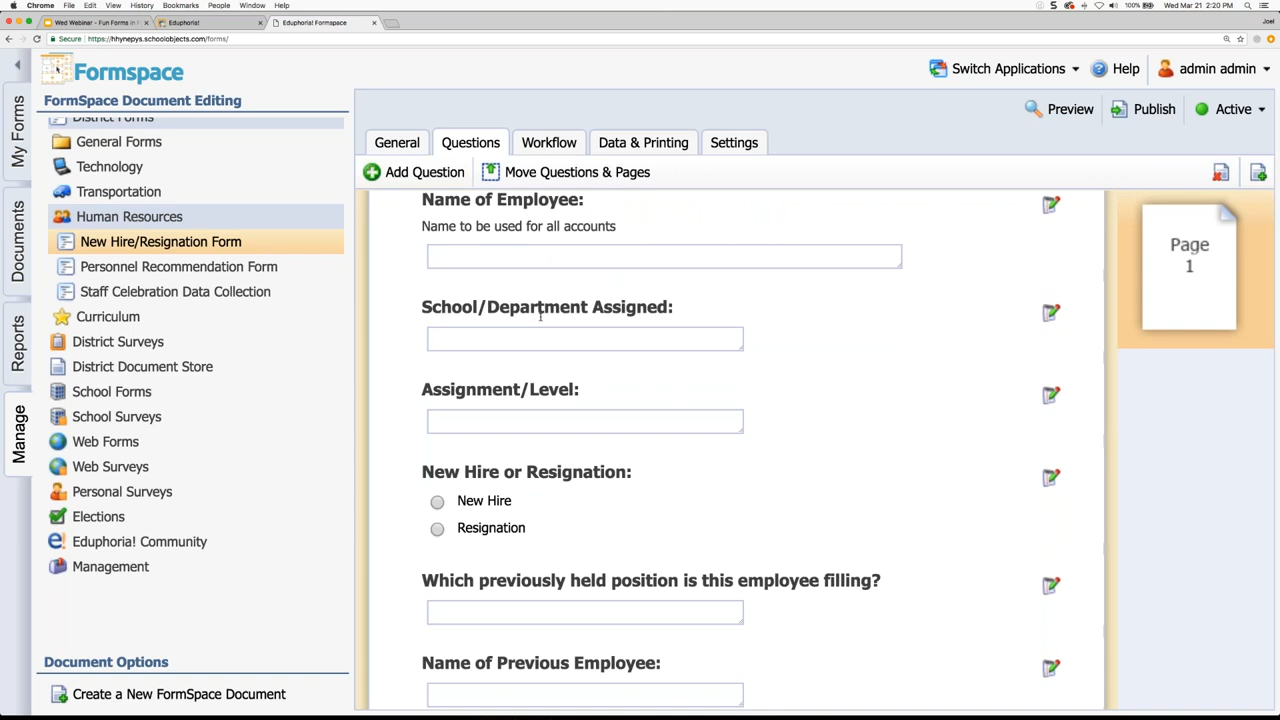 Chrome File Edit View History Bookmarks People Window Help
100% Wed Mar 21 2:20 PM
Wed Webinar - Fun Forms in F
Eduphoria!
Eduphoria! Formspace
Joel
Secure https://hhynepys.schoolobjects.com/forms/
Formspace
Switch Applications
Help
admin admin
My Forms
Documents
Reports
Manage
FormSpace Document Editing
District Forms
General Forms
Technology
Transportation
Human Resources
New Hire/Resignation Form
Personnel Recommendation Form
Staff Celebration Data Collection
Curriculum
District Surveys
District Document Store
School Forms
School Surveys
Web Forms
Web Surveys
Personal Surveys
Elections
Eduphoria! Community
Management
Document Options
Create a New FormSpace Document
Preview
Publish
Active
General
Questions
Workflow
Data & Printing
Settings
Add Question
Move Questions & Pages
Name of Employee:
Name to be used for all accounts
School/Department Assigned:
Assignment/Level:
New Hire or Resignation:
New Hire
Resignation
Which previously held position is this employee filling?
Name of Previous Employee:
Page
1